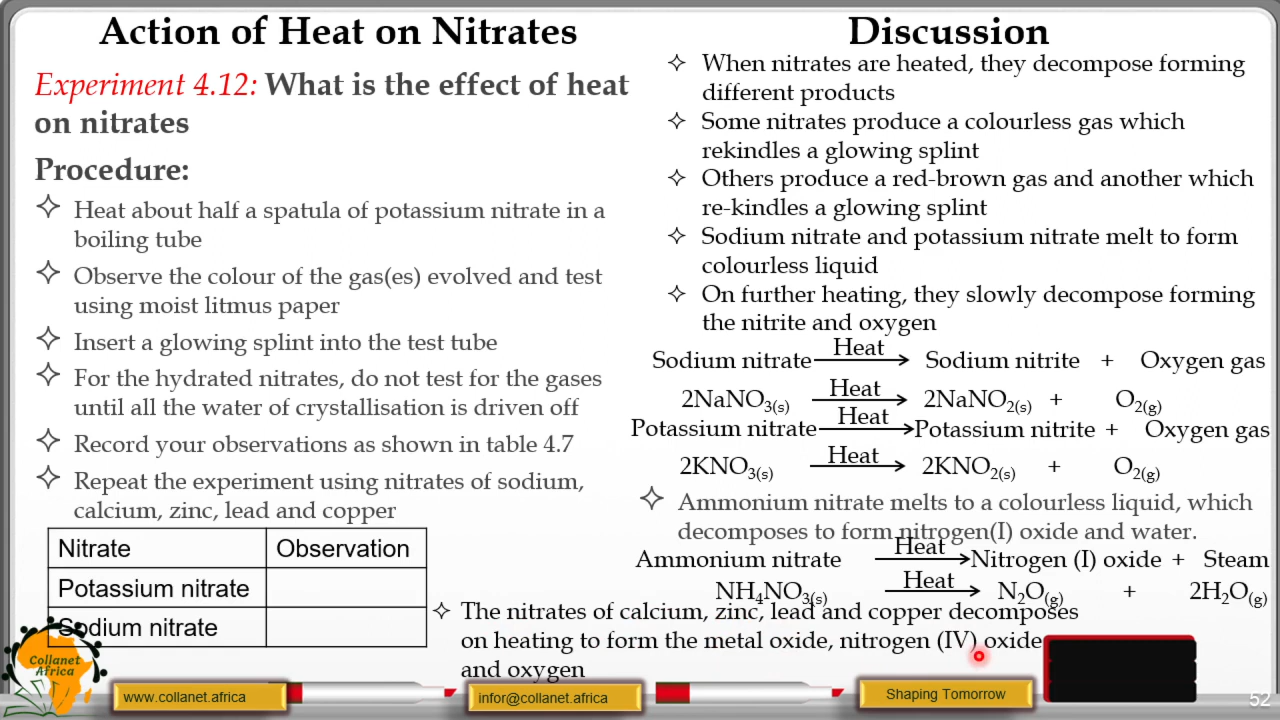 Action of Heat on Nitrates
Experiment 4.12: What is the effect of heat
on nitrates
Procedure:
✧ Heat about half a spatula of potassium nitrate in a
boiling tube
✧ Observe the colour of the gas(es) evolved and test
using moist litmus paper
✧ Insert a glowing splint into the test tube
✧ For the hydrated nitrates, do not test for the gases
until all the water of crystallisation is driven off
✧ Record your observations as shown in table 4.7
✧ Repeat the experiment using nitrates of sodium,
calcium, zinc, lead and copper
Nitrate Observation
Potassium nitrate
Sodium nitrate
Discussion
✧ When nitrates are heated, they decompose forming
different products
✧ Some nitrates produce a colourless gas which
rekindles a glowing splint
✧ Others produce a red-brown gas and another which
re-kindles a glowing splint
✧ Sodium nitrate and potassium nitrate melt to form
colourless liquid
✧ On further heating, they slowly decompose forming
the nitrite and oxygen
Heat
Sodium nitrate → Sodium nitrite + Oxygen gas
Heat
2NaNO3(s) → 2NaNO2(s) + O2(g)
Heat
Potassium nitrate → Potassium nitrite + Oxygen gas
Heat
2KNO3(s) → 2KNO2(s) + O2(g)
✧ Ammonium nitrate melts to a colourless liquid, which
decomposes to form nitrogen(I) oxide and water.
Heat
Ammonium nitrate → Nitrogen (I) oxide + Steam
Heat
NH4NO3(s) → N2O(g) + 2H2O(g)
✧ The nitrates of calcium, zinc, lead and copper decomposes
on heating to form the metal oxide, nitrogen (IV) oxide
and oxygen
Collanet
Africa
www.collanet.africa
infor@collanet.africa
Shaping Tomorrow
52